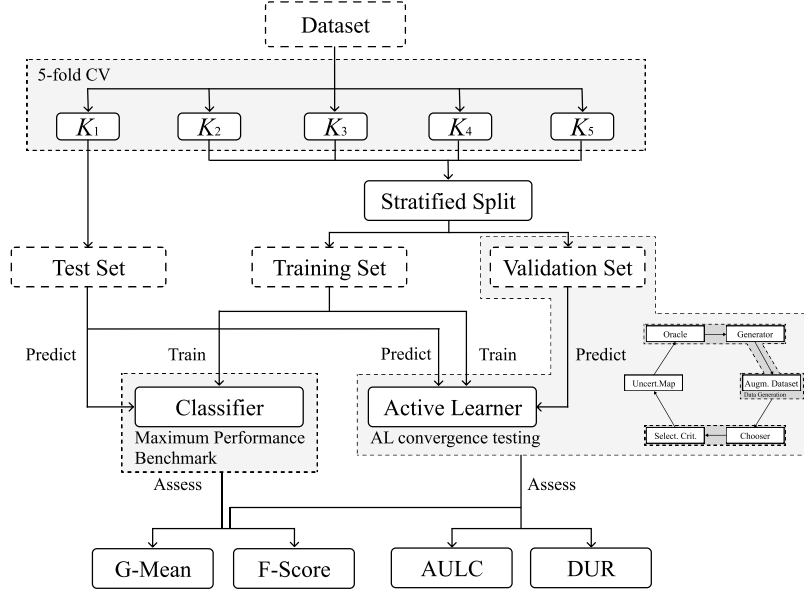 Dataset
5-fold CV
K1
K2
K3
K4
K5
Stratified Split
Test Set
Training Set
Validation Set
Predict
Train
Predict
Train
Predict
Oracle
Generator
Uncert.Map
Augm. Dataset
Data Generation
Select. Crit.
Chooser
Classifier
Maximum Performance
Benchmark
Active Learner
AL convergence testing
Assess
Assess
G-Mean
F-Score
AULC
DUR